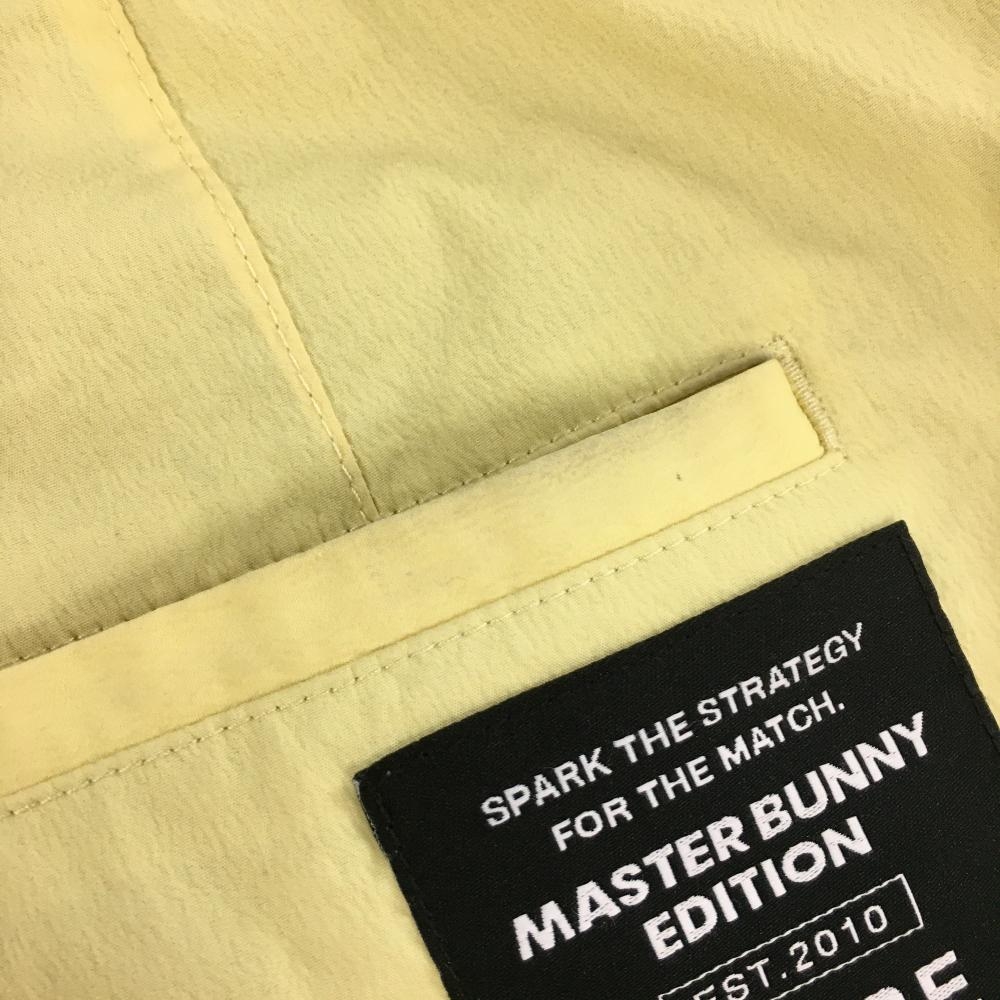 SPARK THE STRATEGY
FOR THE MATCH.
MASTER BUNNY
EDITION
EST.2010